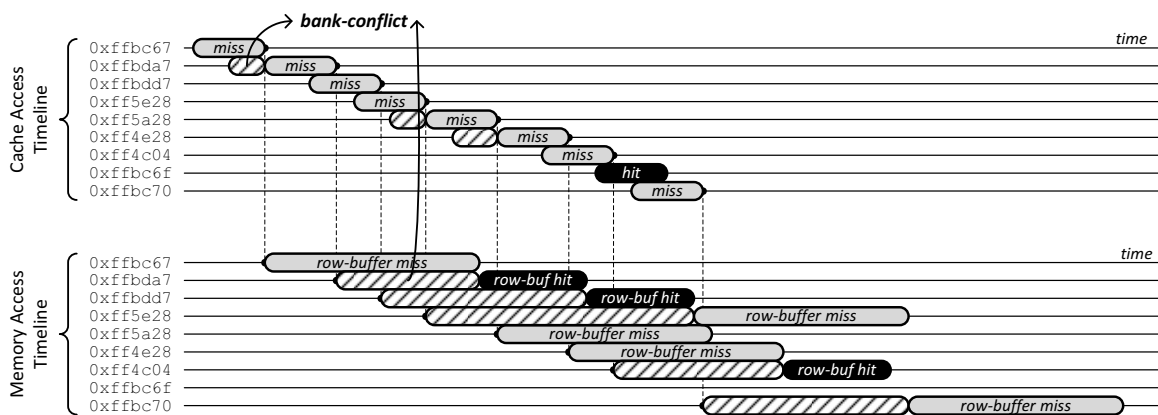 bank-conflict
Cache Access
Timeline
time
0xffbc67 miss
0xffbda7 miss
0xffbdd7 miss
0xff5e28 miss
0xff5a28 miss
0xff4e28 miss
0xff4c04 miss
0xffbc6f hit
0xffbc70 miss
Memory Access
Timeline
time
0xffbc67 row-buffer miss
0xffbda7 row-buf hit
0xffbdd7 row-buf hit
0xff5e28 row-buffer miss
0xff5a28 row-buffer miss
0xff4e28 row-buffer miss
0xff4c04 row-buf hit
0xffbc6f
0xffbc70 row-buffer miss